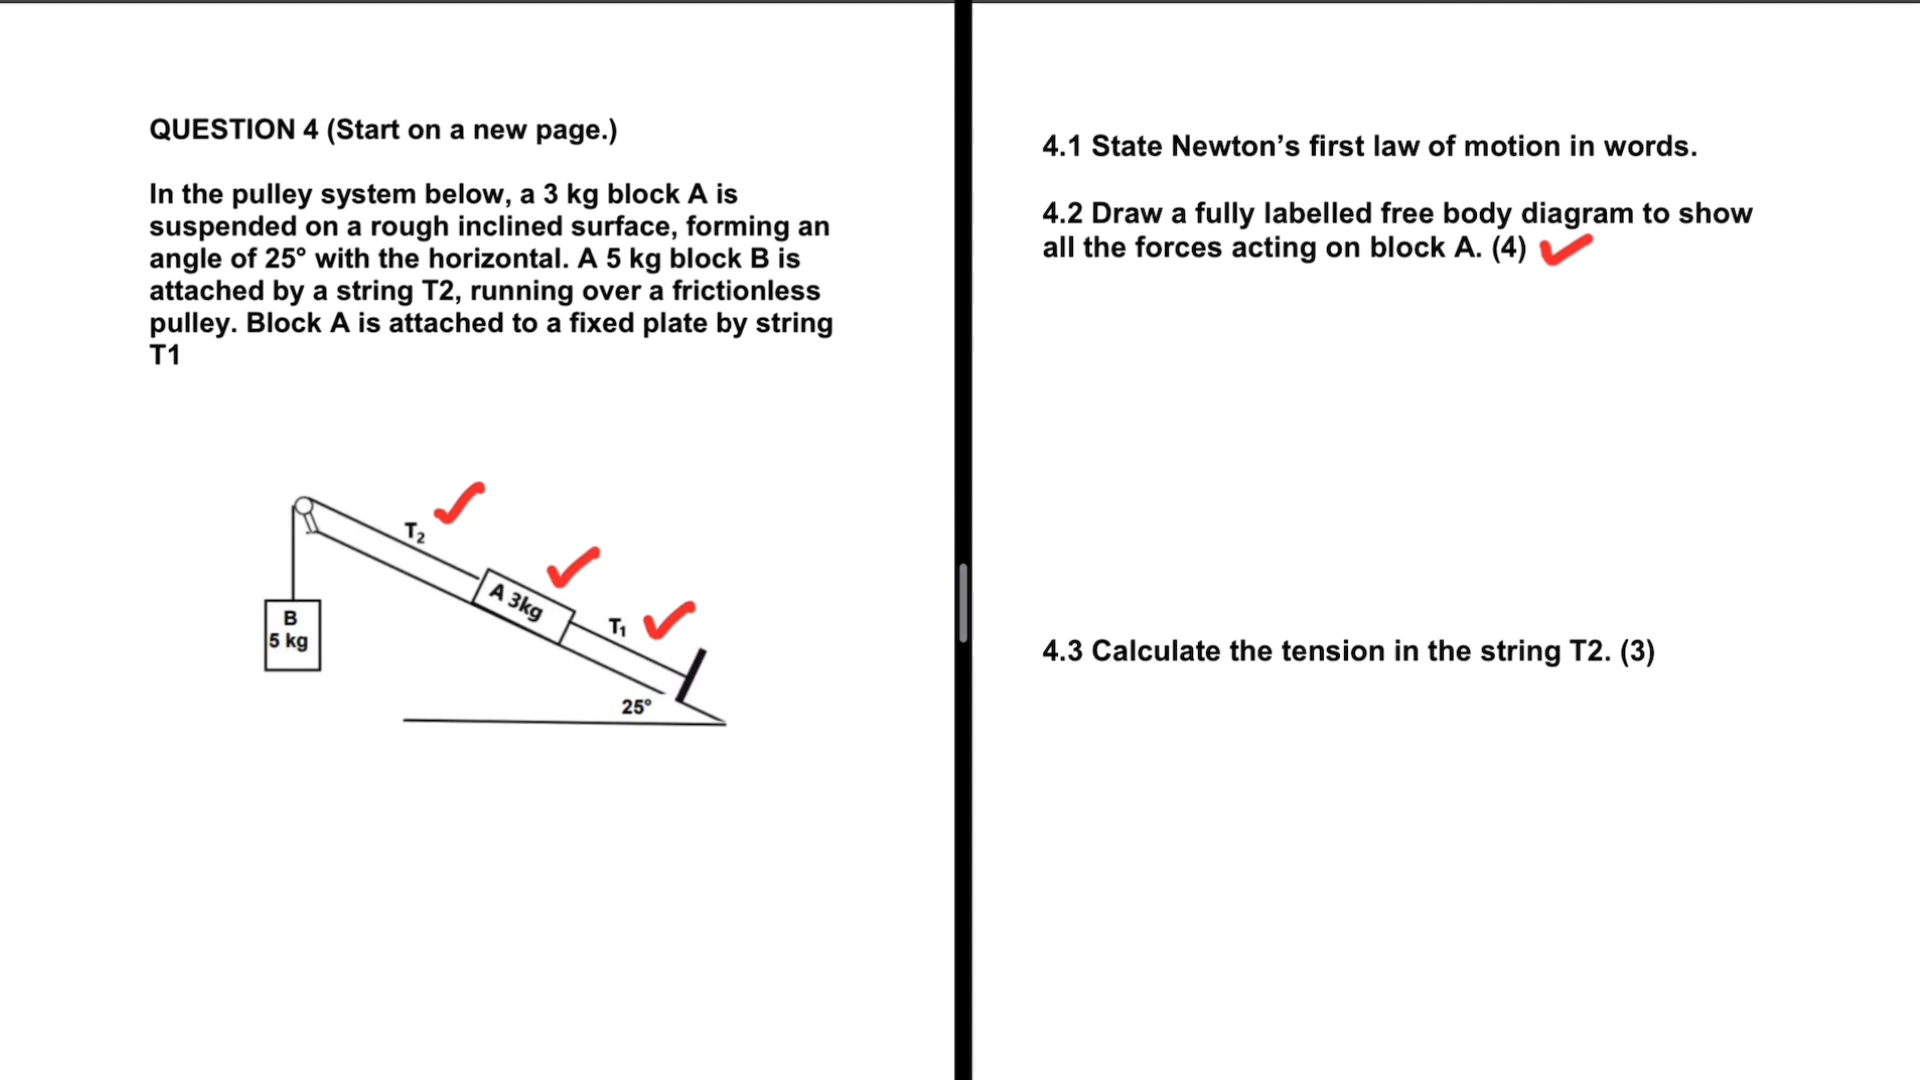 QUESTION 4 (Start on a new page.)
In the pulley system below, a 3 kg block A is
suspended on a rough inclined surface, forming an
angle of 25º with the horizontal. A 5 kg block B is
attached by a string T2, running over a frictionless
pulley. Block A is attached to a fixed plate by string
T1
T₂
A 3kg
T₁
B
5 kg
25º
4.1 State Newton’s first law of motion in words.
4.2 Draw a fully labelled free body diagram to show
all the forces acting on block A. (4)
4.3 Calculate the tension in the string T2. (3)